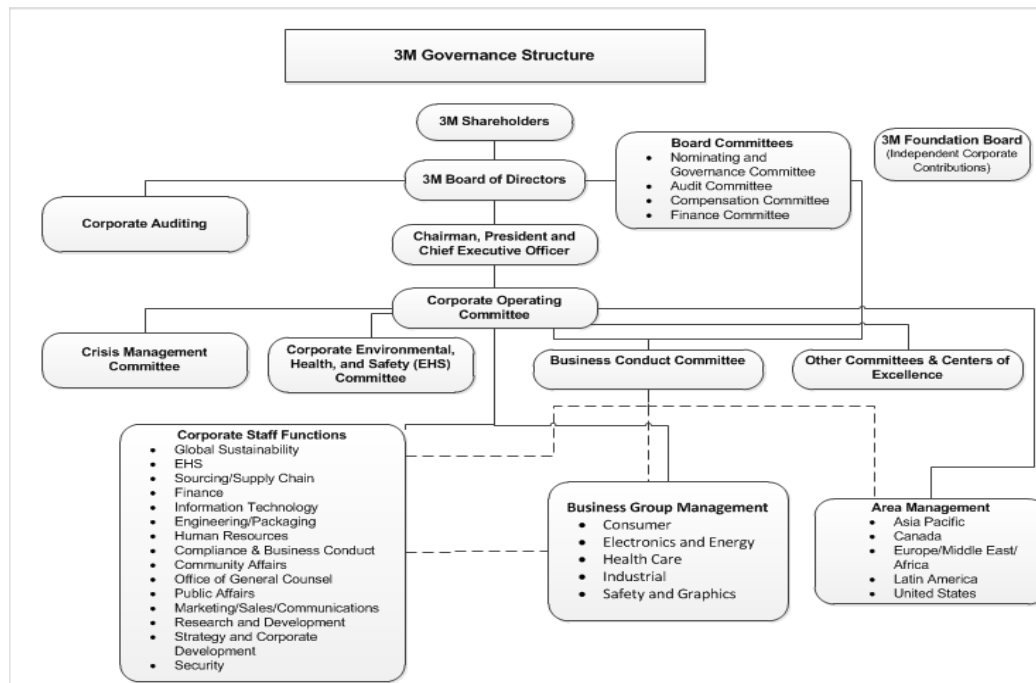 3M Governance Structure
3M Shareholders
3M Board of Directors
Board Committees
• Nominating and
Governance Committee
• Audit Committee
• Compensation Committee
• Finance Committee
3M Foundation Board
(Independent Corporate
Contributions)
Corporate Auditing
Chairman, President and
Chief Executive Officer
Corporate Operating
Committee
Crisis Management
Committee
Corporate Environmental,
Health, and Safety (EHS)
Committee
Business Conduct Committee
Other Committees & Centers of
Excellence
Corporate Staff Functions
• Global Sustainability
• EHS
• Sourcing/Supply Chain
• Finance
• Information Technology
• Engineering/Packaging
• Human Resources
• Compliance & Business Conduct
• Community Affairs
• Office of General Counsel
• Public Affairs
• Marketing/Sales/Communications
• Research and Development
• Strategy and Corporate
Development
• Security
Business Group Management
• Consumer
• Electronics and Energy
• Health Care
• Industrial
• Safety and Graphics
Area Management
• Asia Pacific
• Canada
• Europe/Middle East/
Africa
• Latin America
• United States